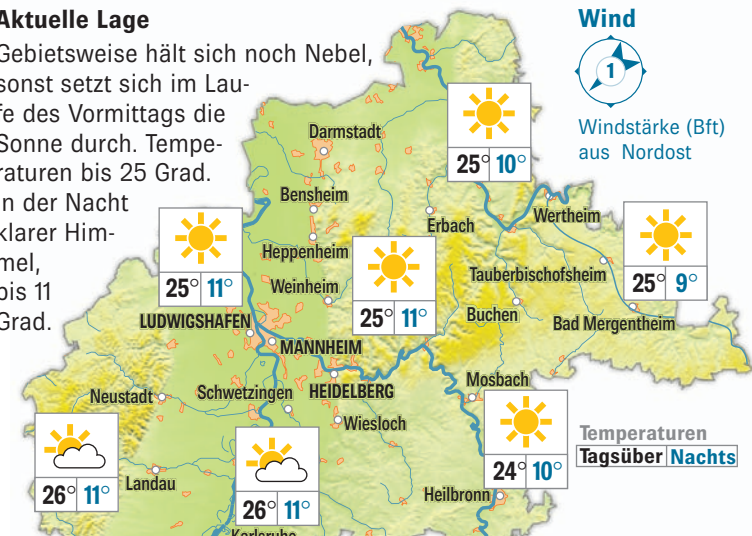 Aktuelle Lage
Gebietsweise hält sich noch Nebel,
sonst setzt sich im Lau-
fe des Vormittags die
Sonne durch. Tempe-
raturen bis 25 Grad.
In der Nacht
klarer Him-
mel,
bis 11
Grad.
Wind
1
Windstärke (Bft)
aus Nordost
Darmstadt
25° 10°
Bensheim
Erbach
Wertheim
Heppenheim
25° 11°
Weinheim
25° 11°
Tauberbischofsheim
25° 9°
Buchen
Bad Mergentheim
LUDWIGSHAFEN
MANNHEIM
Neustadt
Schwetzingen
HEIDELBERG
Mosbach
Wiesloch
26° 11°
Landau
26° 11°
24° 10°
Heilbronn
Karlsruhe
Temperaturen
Tagsüber Nachts